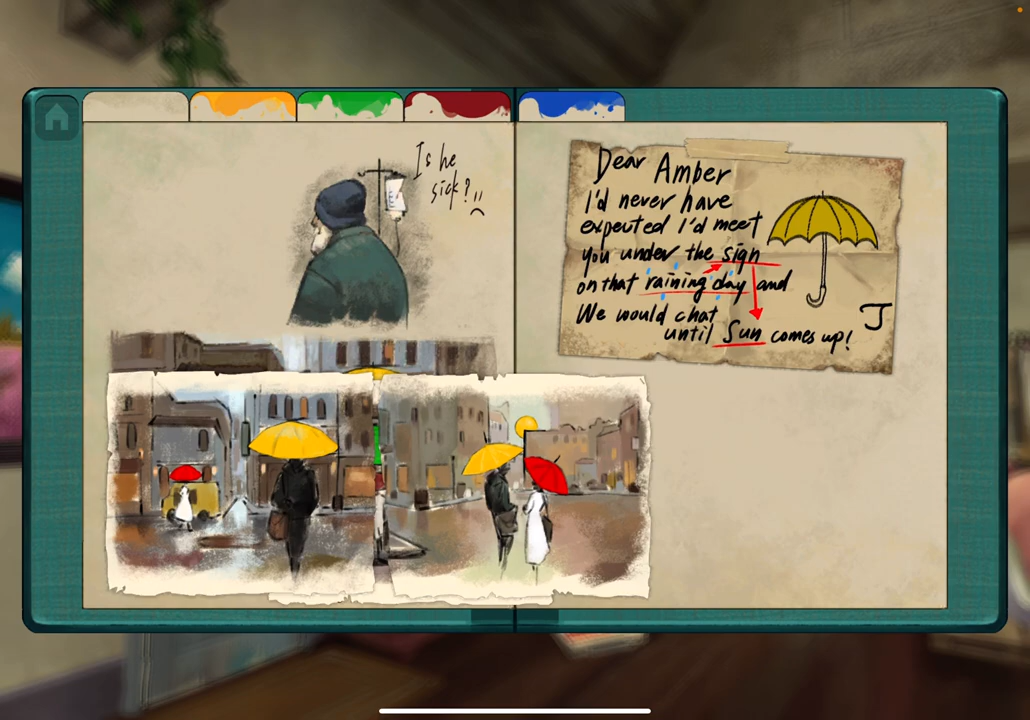 Is he
sick?
Dear Amber
I'd never have
expected I'd meet
you under the sign
on that raining day and
We would chat
until Sun comes up!
J